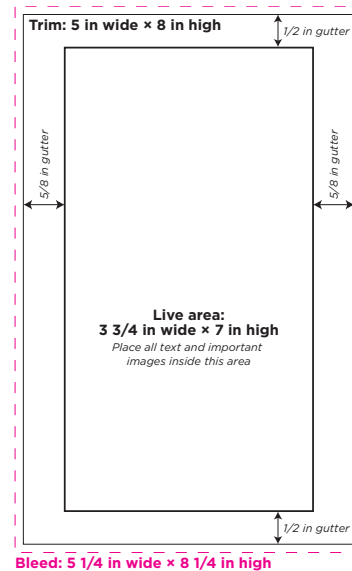 Trim: 5 in wide × 8 in high
1/2 in gutter
5/8 in gutter
5/8 in gutter
Live area:
3 3/4 in wide × 7 in high
Place all text and important
images inside this area
1/2 in gutter
Bleed: 5 1/4 in wide × 8 1/4 in high